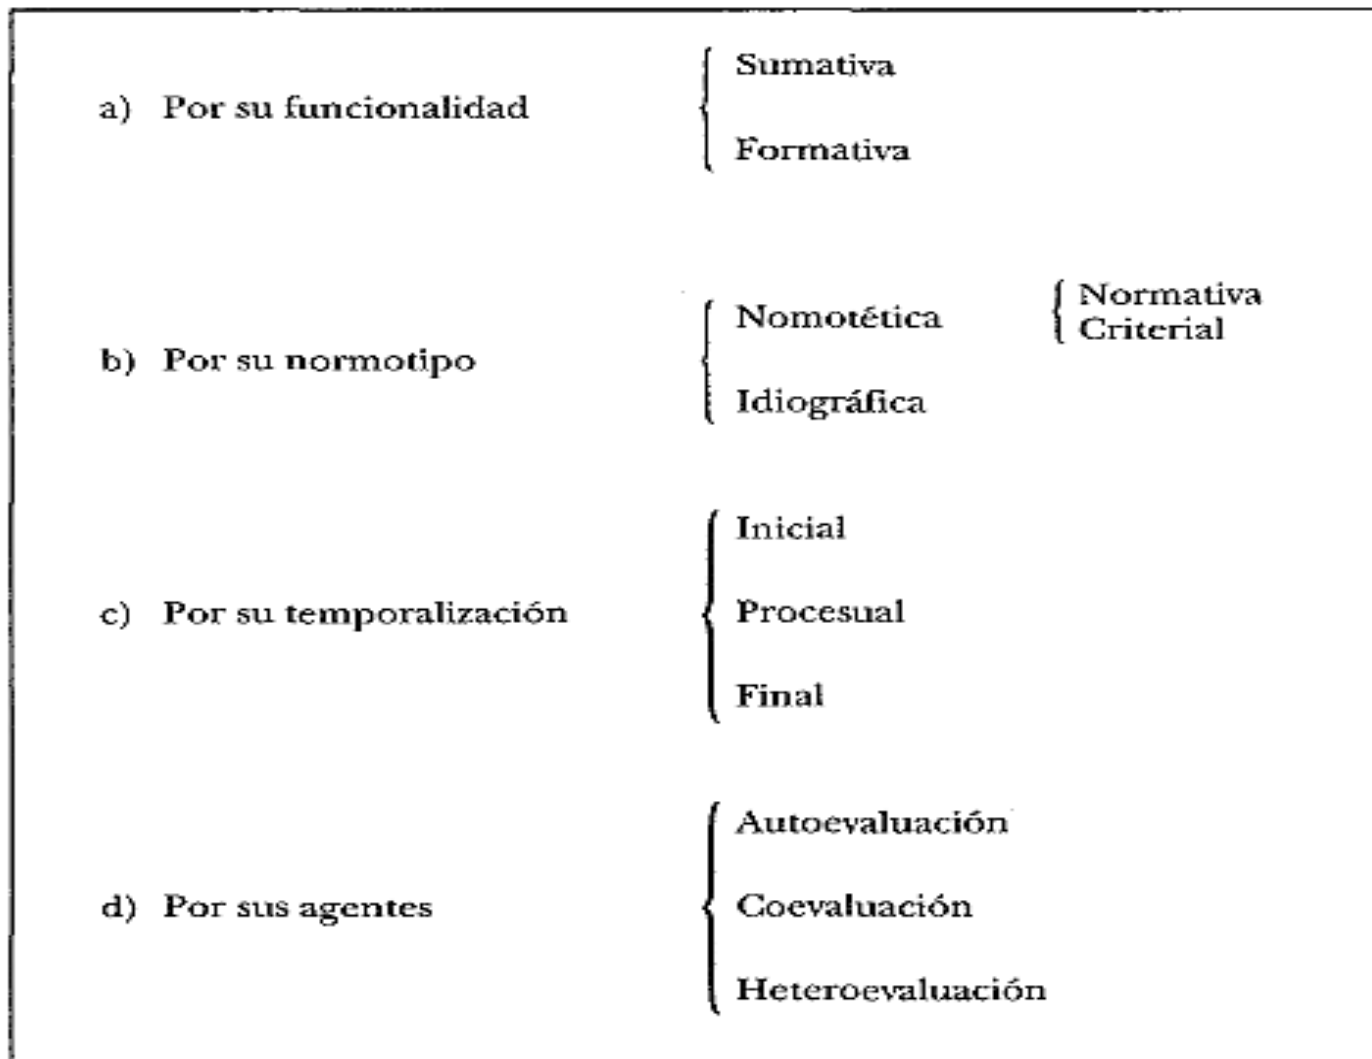 a) Por su funcionalidad
Sumativa
Formativa
b) Por su normotipo
Nomotética
Normativa
Criterial
Idiográfica
c) Por su temporalización
Inicial
Procesual
Final
d) Por sus agentes
Autoevaluación
Coevaluación
Heteroevaluación